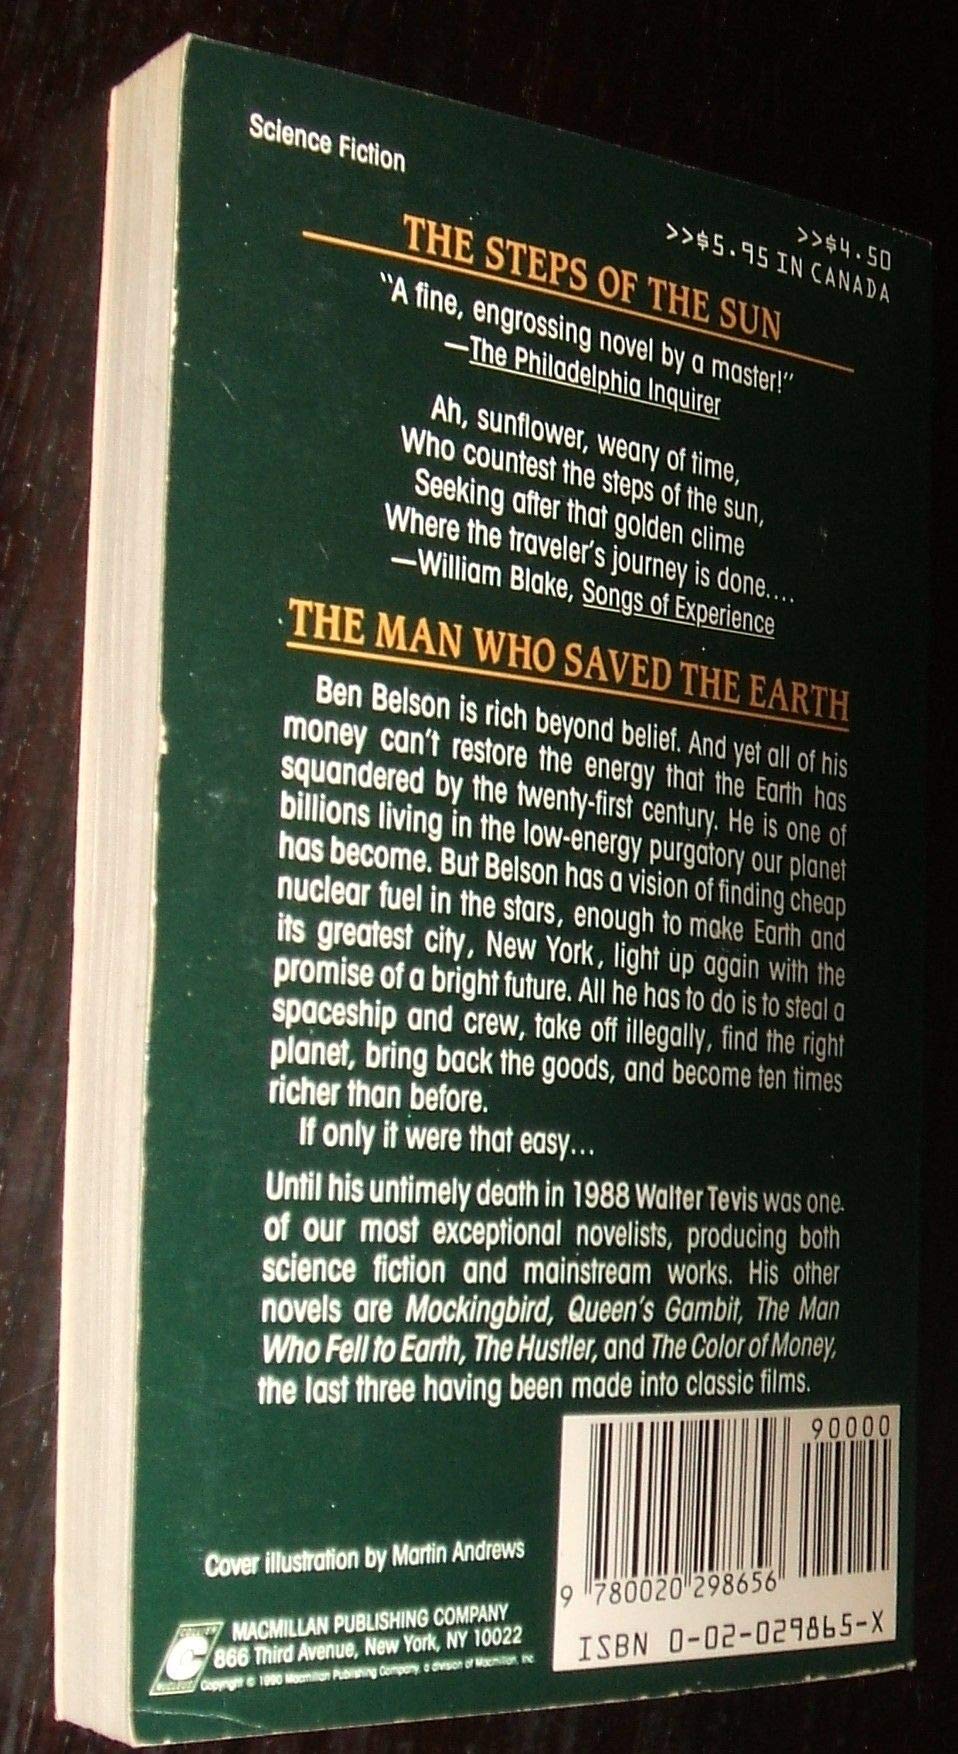 Science Fiction
>>$4.50
>>$5.95 IN CANADA
THE STEPS OF THE SUN
"A fine, engrossing novel by a master!"
—The Philadelphia Inquirer
Ah, sunflower, weary of time,
Who countest the steps of the sun,
Seeking after that golden clime
Where the traveler's journey is done....
—William Blake, Songs of Experience
THE MAN WHO SAVED THE EARTH
Ben Belson is rich beyond belief. And yet all of his
money can't restore the energy that the Earth has
squandered by the twenty-first century. He is one of
billions living in the low-energy purgatory our planet
has become. But Belson has a vision of finding cheap
nuclear fuel in the stars, enough to make Earth and
its greatest city, New York, light up again with the
promise of a bright future. All he has to do is to steal a
spaceship and crew, take off illegally, find the right
planet, bring back the goods, and become ten times
richer than before.
If only it were that easy...
Until his untimely death in 1988 Walter Tevis was one
of our most exceptional novelists, producing both
science fiction and mainstream works. His other
novels are Mockingbird, Queen's Gambit, The Man
Who Fell to Earth, The Hustler, and The Color of Money,
the last three having been made into classic films.
90000
9 780020 298656
ISBN 0-02-029865-X
Cover illustration by Martin Andrews
MACMILLAN PUBLISHING COMPANY
866 Third Avenue, New York, NY 10022
Copyright © 1990 Macmillan Publishing Company, a division of Macmillan, Inc.
COLLIER
C
NUCLEUS